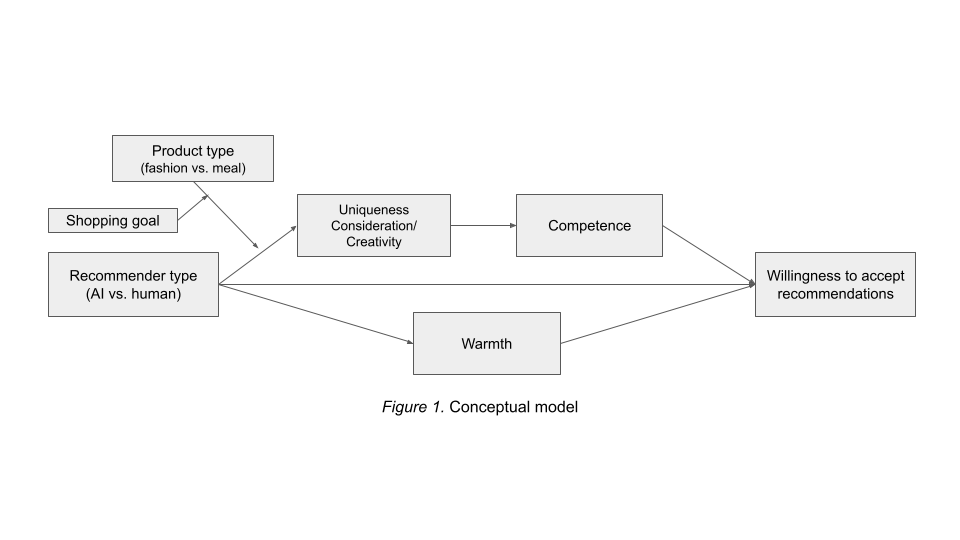 Product type
(fashion vs. meal)
Shopping goal
Uniqueness
Consideration/
Creativity
Competence
Recommender type
(AI vs. human)
Willingness to accept
recommendations
Warmth
Figure 1. Conceptual model